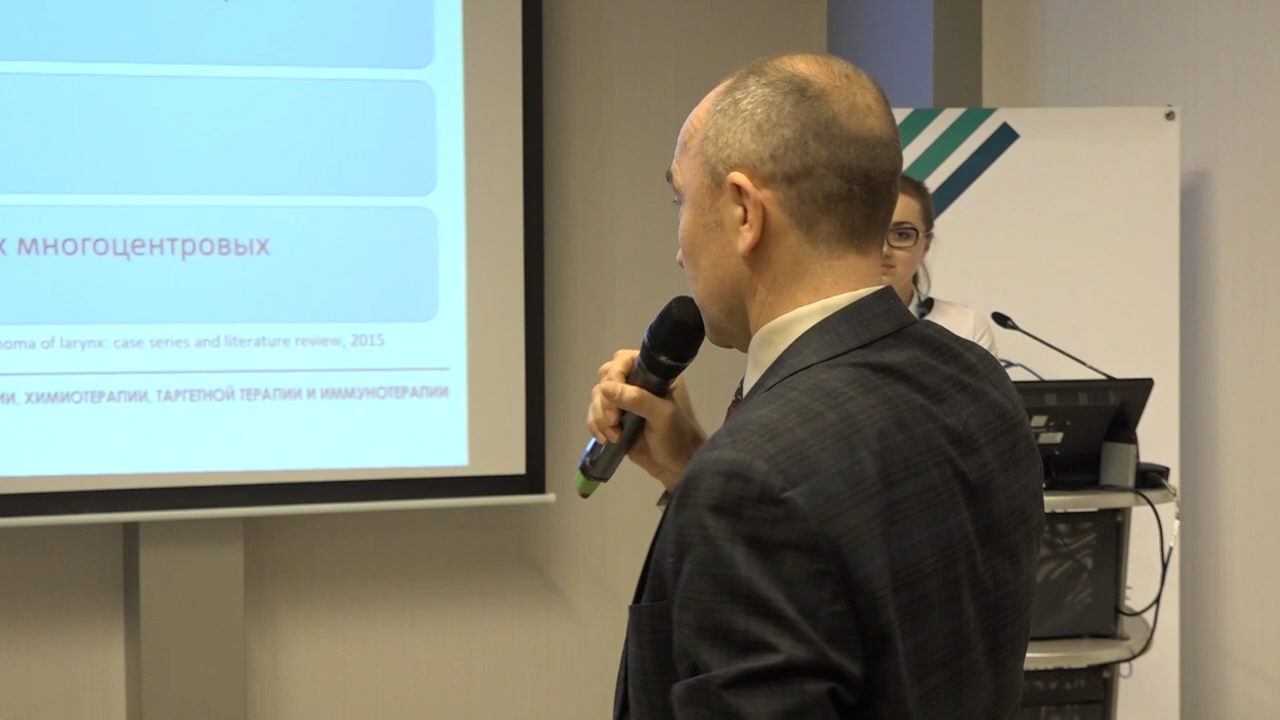 х многоцентровых
oma of larynx: case series and literature review, 2015
ИИ, ХИМИОТЕРАПИИ, ТАРГЕТНОЙ ТЕРАПИИ И ИММУНОТЕРАПИИ